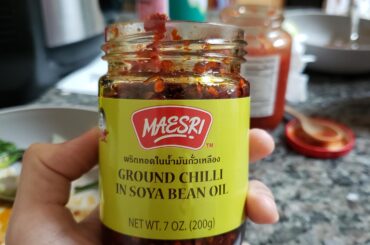 MAESRI
TM
พริกทอดในน้ำมันถั่วเหลือง
GROUND CHILLI
IN SOYA BEAN OIL
NET WT. 7 OZ. (200g)